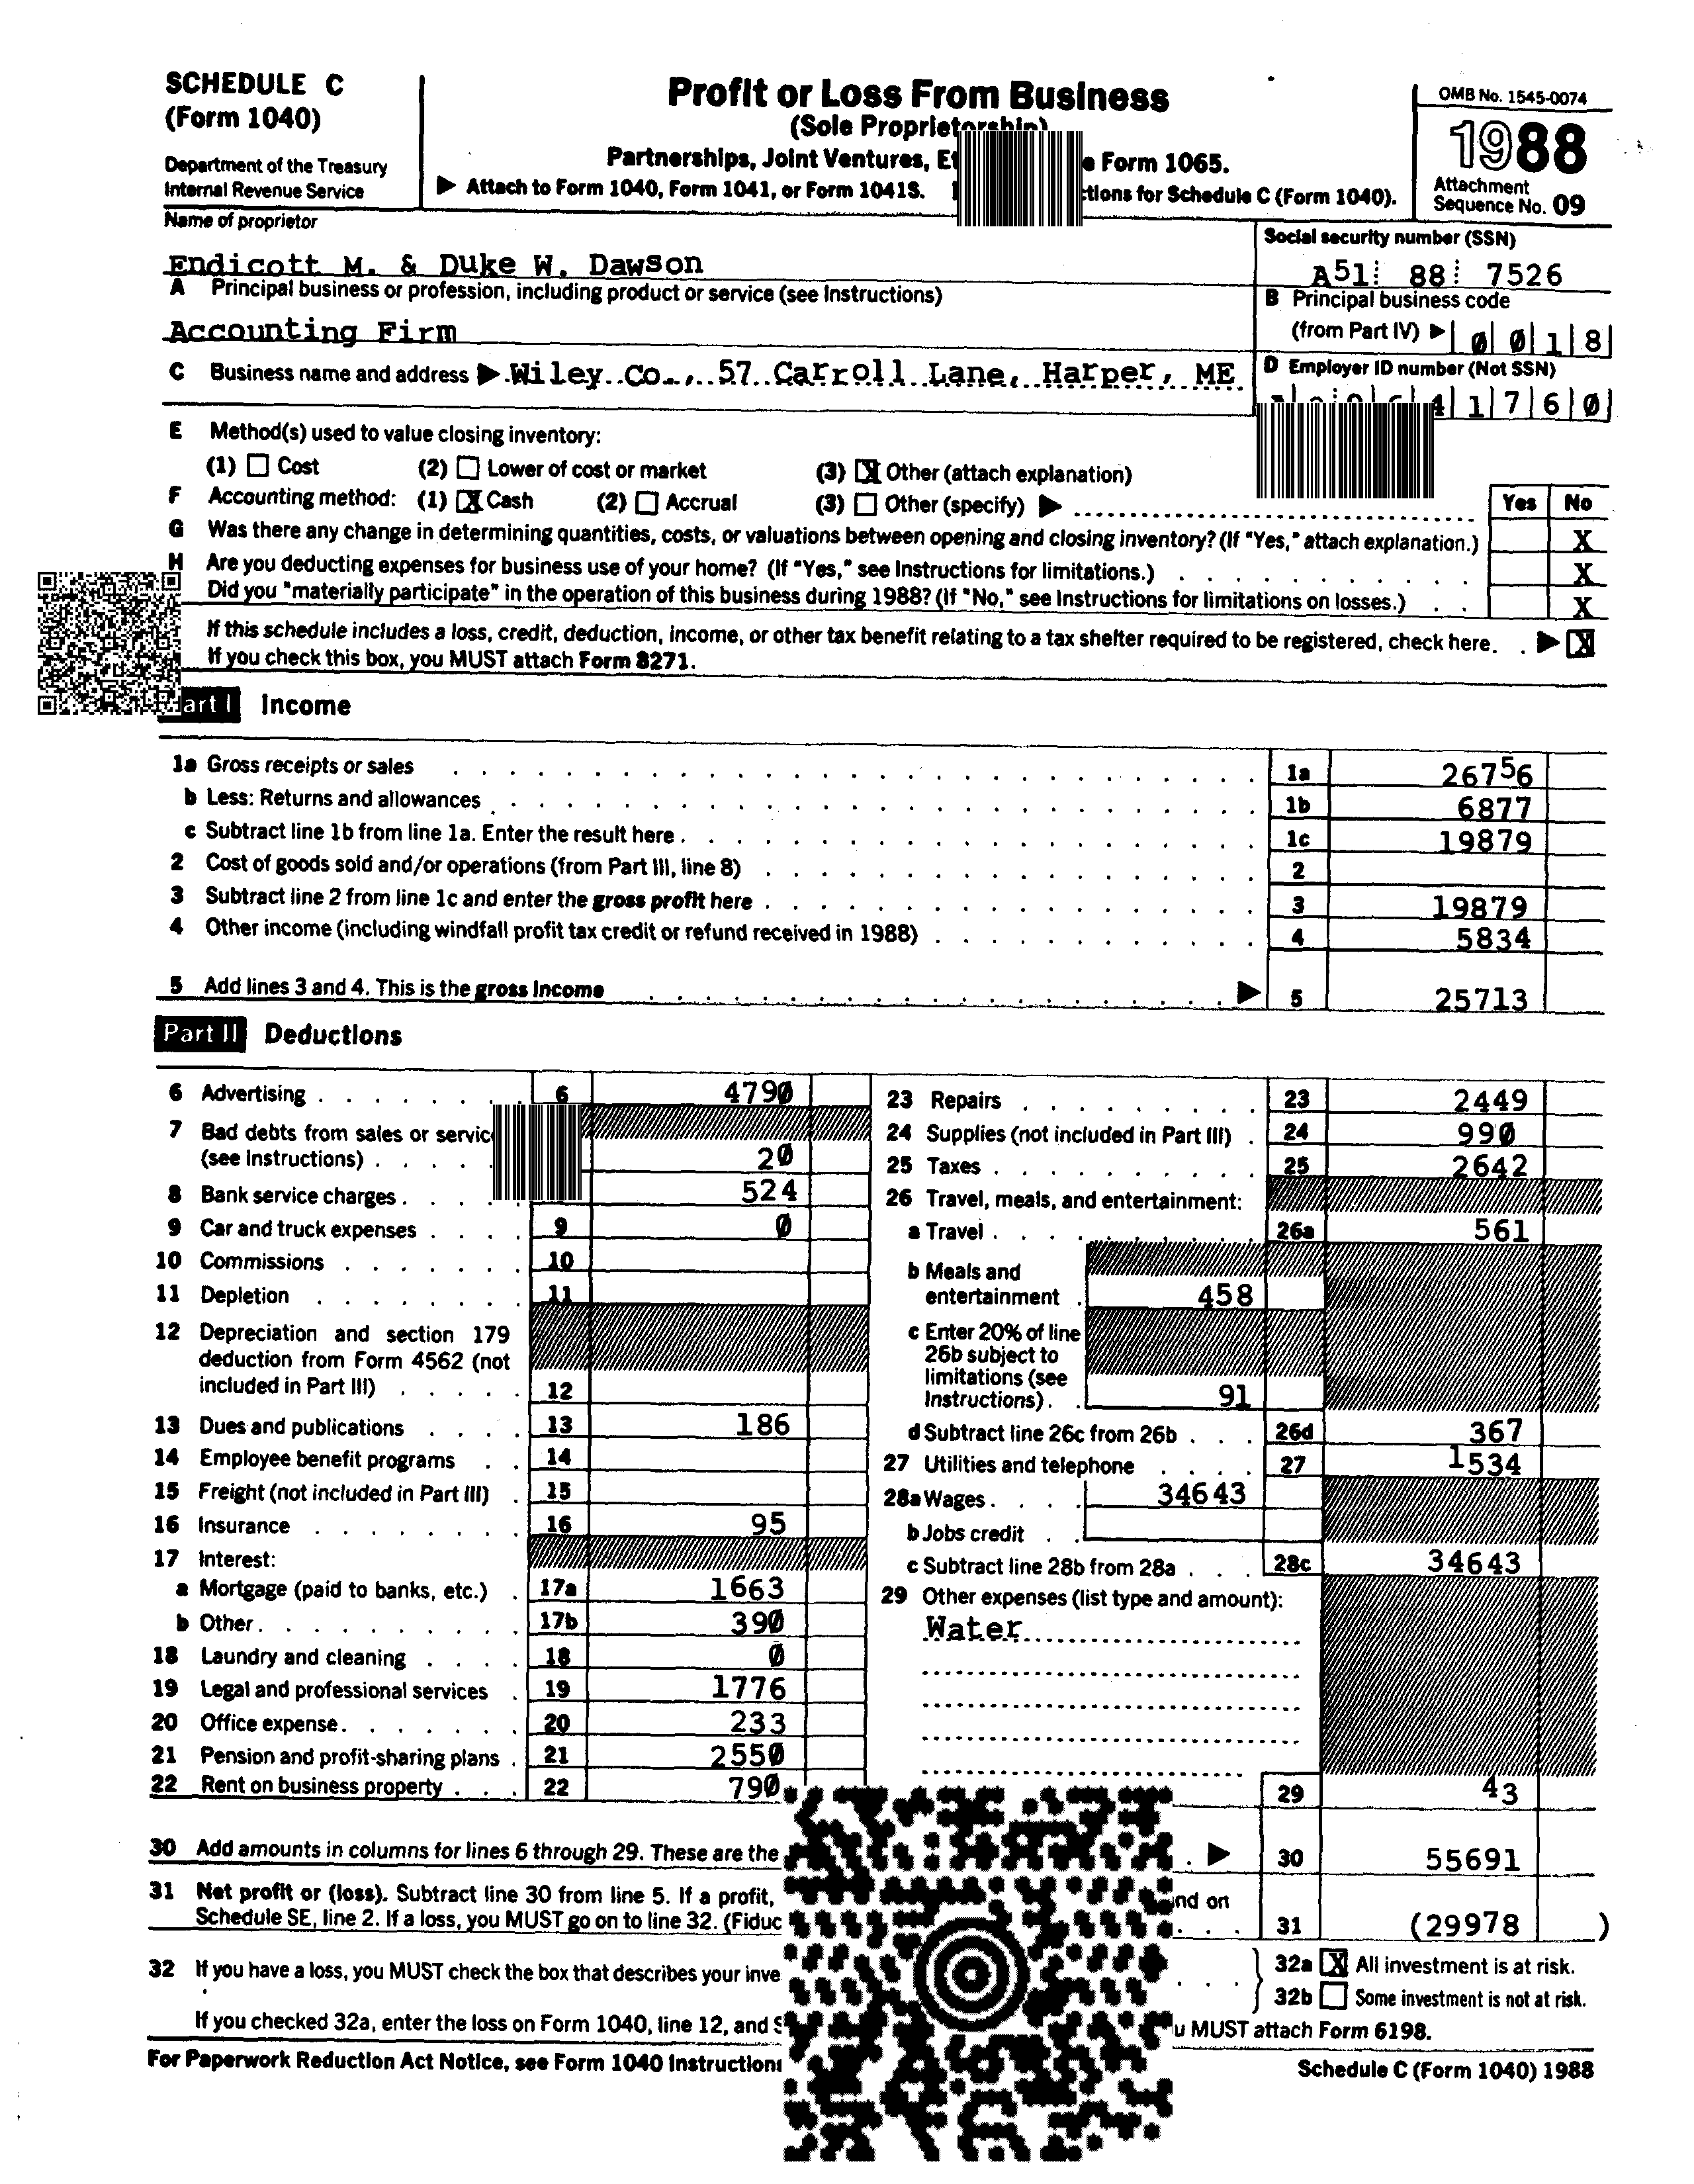 SCHEDULE C
(Form 1040)
Department of the Treasury
Internal Revenue Service
Profit or Loss From Business
(Sole Proprietorship)
Partnerships, Joint Ventures, e Form 1065.
▶ Attach to Form 1040, Form 1041, or Form 1041S. ctions for Schedule C (Form 1040).
OMB No. 1545-0074
1988
Attachment
Sequence No. 09
Name of proprietor
Endicott M. & Duke W. Dawson
Social security number (SSN)
A51 88 7526
A Principal business or profession, including product or service (see Instructions)
Accounting Firm
B Principal business code
(from Part IV) ▶ 0 0 1 8
C Business name and address ▶ Wiley Co., 57 Carroll Lane, Harper, ME
D Employer ID number (Not SSN)
4 1 7 6 0
E Method(s) used to value closing inventory:
(1) ☐ Cost (2) ☐ Lower of cost or market (3) ☒ Other (attach explanation)
F Accounting method: (1) ☒ Cash (2) ☐ Accrual (3) ☐ Other (specify) ▶
Yes No
G Was there any change in determining quantities, costs, or valuations between opening and closing inventory? (If "Yes," attach explanation.) X
H Are you deducting expenses for business use of your home? (If "Yes," see Instructions for limitations.) X
Did you "materially participate" in the operation of this business during 1988? (If "No," see Instructions for limitations on losses.) X
If this schedule includes a loss, credit, deduction, income, or other tax benefit relating to a tax shelter required to be registered, check here. ▶ ☒
If you check this box, you MUST attach Form 8271.
art I Income
1a Gross receipts or sales 1a 26756
b Less: Returns and allowances 1b 6877
c Subtract line 1b from line 1a. Enter the result here 1c 19879
2 Cost of goods sold and/or operations (from Part III, line 8) 2
3 Subtract line 2 from line 1c and enter the gross profit here 3 19879
4 Other income (including windfall profit tax credit or refund received in 1988) 4 5834
5 Add lines 3 and 4. This is the gross income ▶ 5 25713
Part II Deductions
6 Advertising 6 4790
7 Bad debts from sales or servic
(see Instructions) 20
8 Bank service charges 524
9 Car and truck expenses 9 0
10 Commissions 10
11 Depletion 11
12 Depreciation and section 179
deduction from Form 4562 (not
included in Part III) 12
13 Dues and publications 13 186
14 Employee benefit programs 14
15 Freight (not included in Part III) 15
16 Insurance 16 95
17 Interest:
a Mortgage (paid to banks, etc.) 17a 1663
b Other 17b 390
18 Laundry and cleaning 18 0
19 Legal and professional services 19 1776
20 Office expense 20 233
21 Pension and profit-sharing plans 21 2550
22 Rent on business property 22 790
23 Repairs 23 2449
24 Supplies (not included in Part III) 24 990
25 Taxes 25 2642
26 Travel, meals, and entertainment:
a Travel 26a 561
b Meals and
entertainment 458
c Enter 20% of line
26b subject to
limitations (see
Instructions) 91
d Subtract line 26c from 26b 26d 367
27 Utilities and telephone 27 1534
28a Wages 34643
b Jobs credit
c Subtract line 28b from 28a 28c 34643
29 Other expenses (list type and amount):
Water
29 43
30 Add amounts in columns for lines 6 through 29. These are the ▶ 30 55691
31 Net profit or (loss). Subtract line 30 from line 5. If a profit, nd on
Schedule SE, line 2. If a loss, you MUST go on to line 32. (Fiduc 31 (29978 )
32 If you have a loss, you MUST check the box that describes your inve 32a ☒ All investment is at risk.
32b ☐ Some investment is not at risk.
If you checked 32a, enter the loss on Form 1040, line 12, and u MUST attach Form 6198.
For Paperwork Reduction Act Notice, see Form 1040 Instructions
Schedule C (Form 1040) 1988